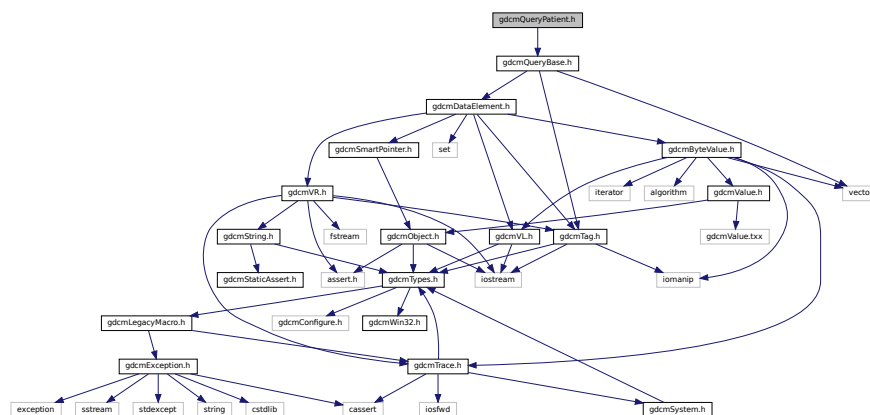 gdcmQueryPatient.h
gdcmQueryBase.h
gdcmDataElement.h
gdcmSmartPointer.h
set
gdcmByteValue.h
gdcmVR.h
iterator
algorithm
gdcmValue.h
vecto
gdcmString.h
fstream
gdcmObject.h
gdcmVL.h
gdcmTag.h
gdcmValue.txx
gdcmStaticAssert.h
assert.h
gdcmTypes.h
iostream
iomanip
gdcmLegacyMacro.h
gdcmConfigure.h
gdcmWin32.h
gdcmException.h
gdcmTrace.h
exception
sstream
stdexcept
string
cstdlib
cassert
iosfwd
gdcmSystem.h